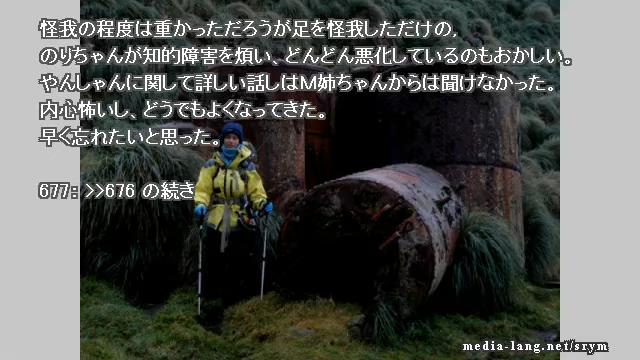 怪我の程度は重かっただろうが足を怪我しただけの,
のりちゃんが知的障害を煩い、どんどん悪化しているのもおかしい。
やんしゃんに関して詳しい話しはM姉ちゃんからは聞けなかった。
内心怖いし、どうでもよくなってきた。
早く忘れたいと思った。
677: >>676 の続き
media-lang.net/srym